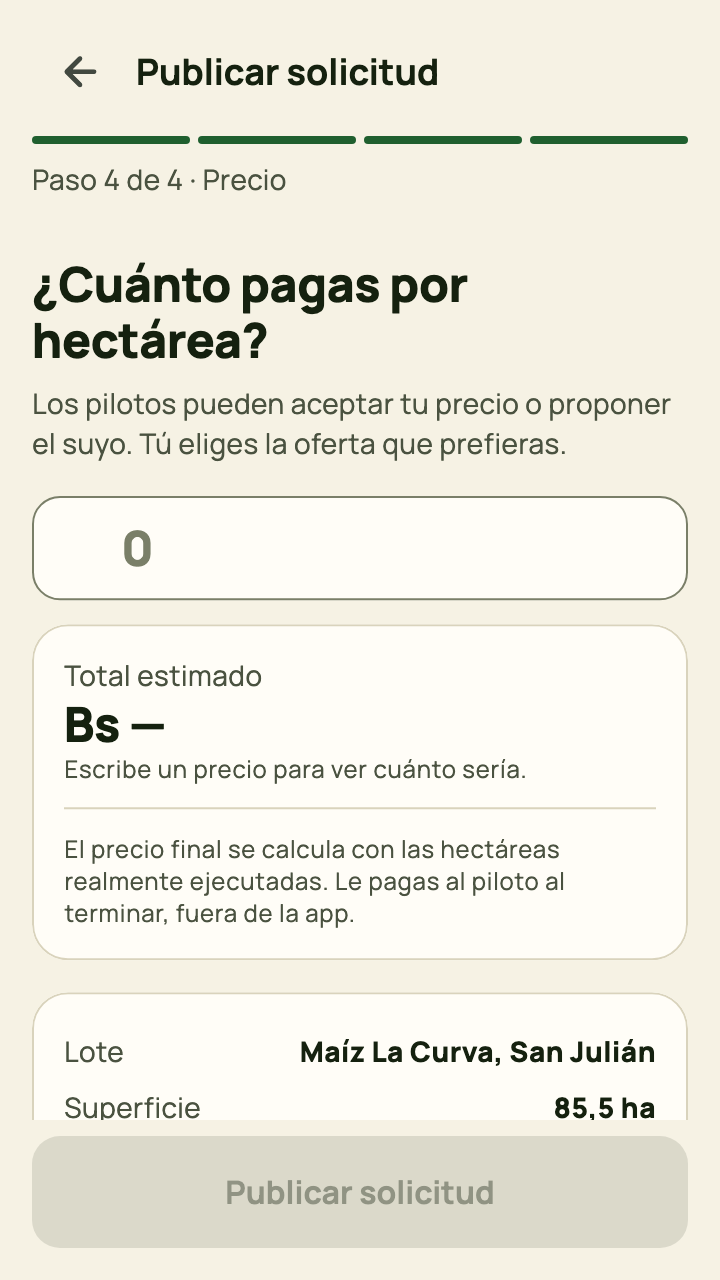 Publicar solicitud
Paso 4 de 4 · Precio
¿Cuánto pagas por
hectárea?
Los pilotos pueden aceptar tu precio o proponer
el suyo. Tú eliges la oferta que prefieras.
0
Total estimado
Bs —
Escribe un precio para ver cuánto sería.
El precio final se calcula con las hectáreas
realmente ejecutadas. Le pagas al piloto al
terminar, fuera de la app.
Lote Maíz La Curva, San Julián
Superficie 85,5 ha
Publicar solicitud